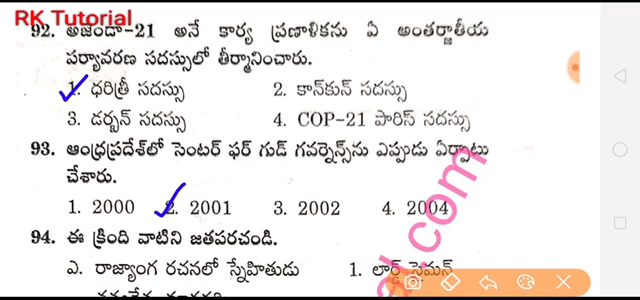 RK Tutorial
92. అజెండా-21 అనే కార్య ప్రణాళికను ఏ అంతర్జాతీయ
పర్యావరణ సదస్సులో తీర్మానించారు.
1. ధరిత్రీ సదస్సు 2. కాన్‌కున్ సదస్సు
3. డర్బన్ సదస్సు 4. COP-21 పారిస్ సదస్సు
93. ఆంధ్రప్రదేశ్‌లో సెంటర్ ఫర్ గుడ్ గవర్నెన్స్‌ను ఎప్పుడు ఏర్పాటు
చేశారు.
1. 2000 2. 2001 3. 2002 4. 2004
94. ఈ క్రింది వాటిని జతపరచండి.
ఎ. రాజ్యాంగ రచనలో స్నేహితుడు 1. లార్డ్ సైమన్